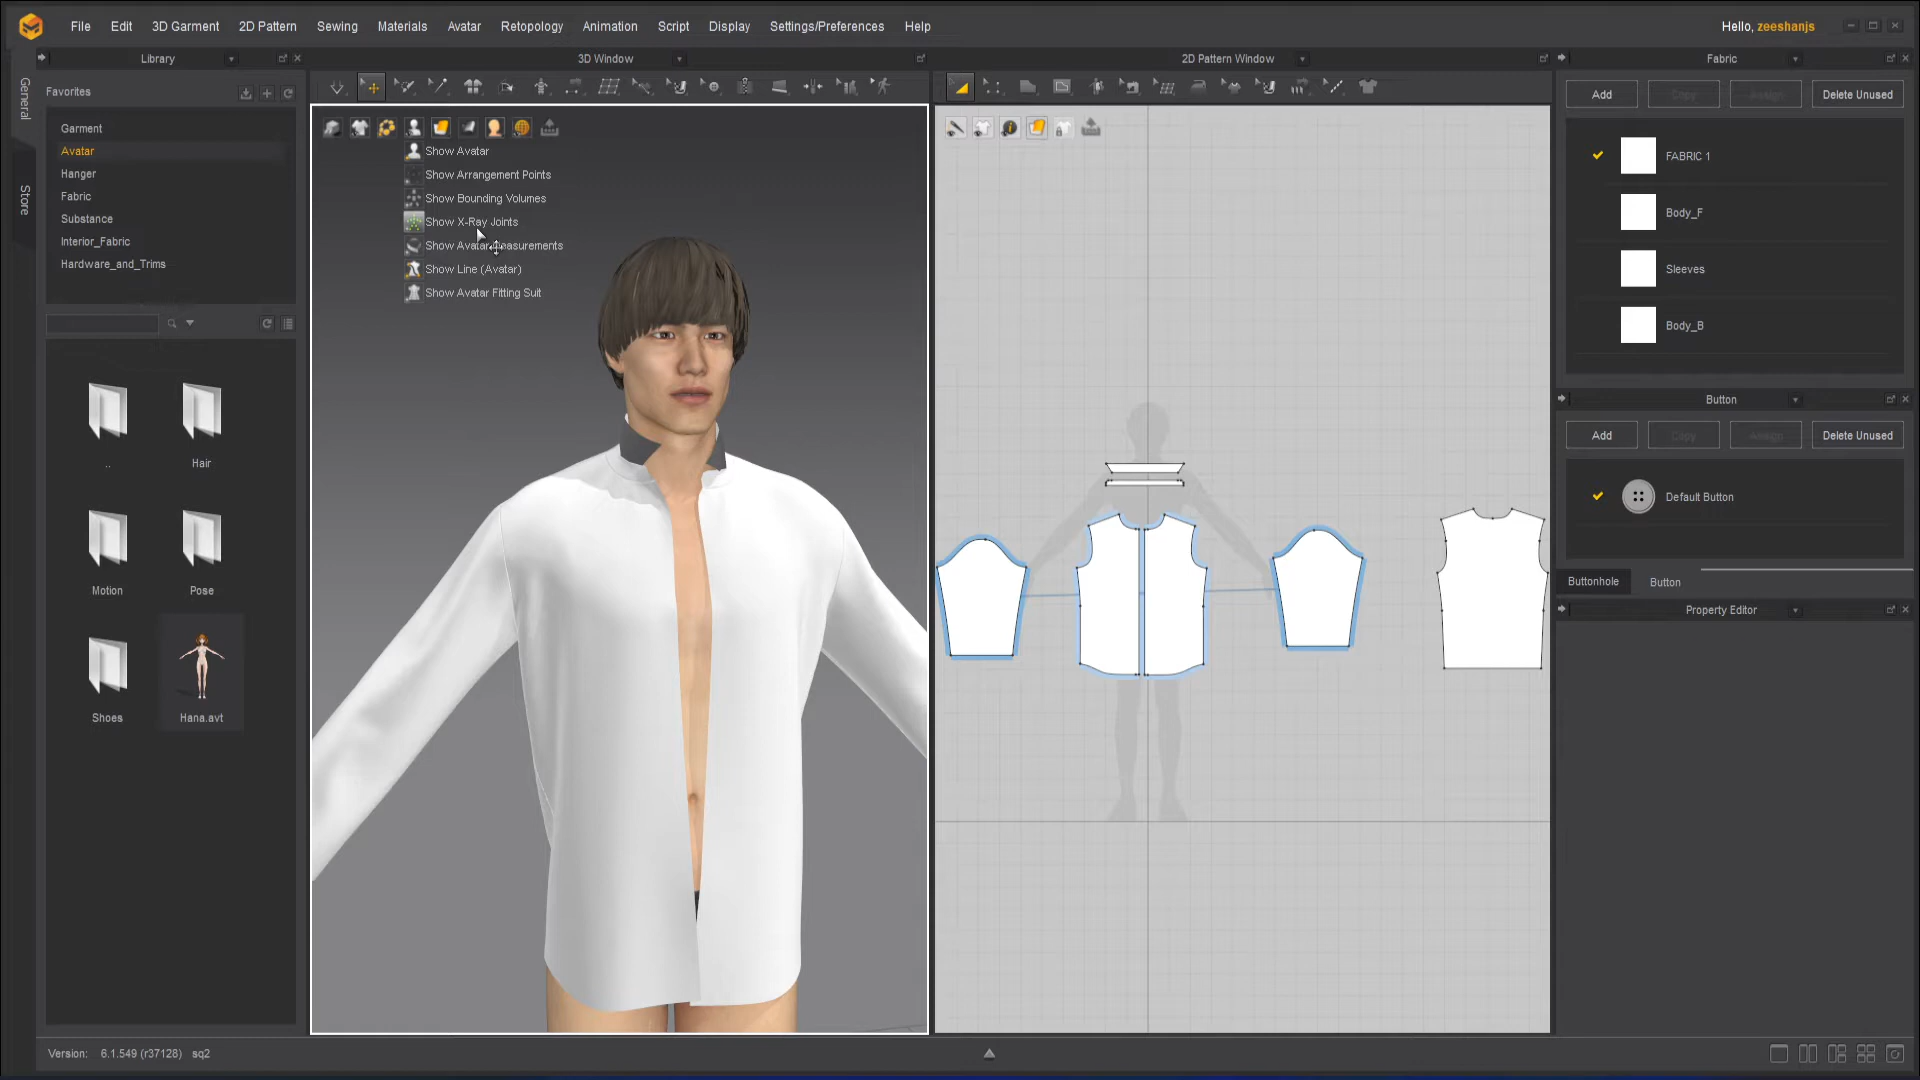 File Edit 3D Garment 2D Pattern Sewing Materials Avatar Retopology Animation Script Display Settings/Preferences Help
Hello, zeeshanjs
Library
3D Window
2D Pattern Window
Fabric
General
Store
Favorites
Garment
Avatar
Hanger
Fabric
Substance
Interior_Fabric
Hardware_and_Trims
..
Hair
Motion
Pose
Shoes
Hana.avt
Show Avatar
Show Arrangement Points
Show Bounding Volumes
Show X-Ray Joints
Show Avatar Measurements
Show Line (Avatar)
Show Avatar Fitting Suit
Add Copy Assign Delete Unused
FABRIC 1
Body_F
Sleeves
Body_B
Button
Add Copy Assign Delete Unused
Default Button
Buttonhole Button
Property Editor
Version: 6.1.549 (r37128) sq2